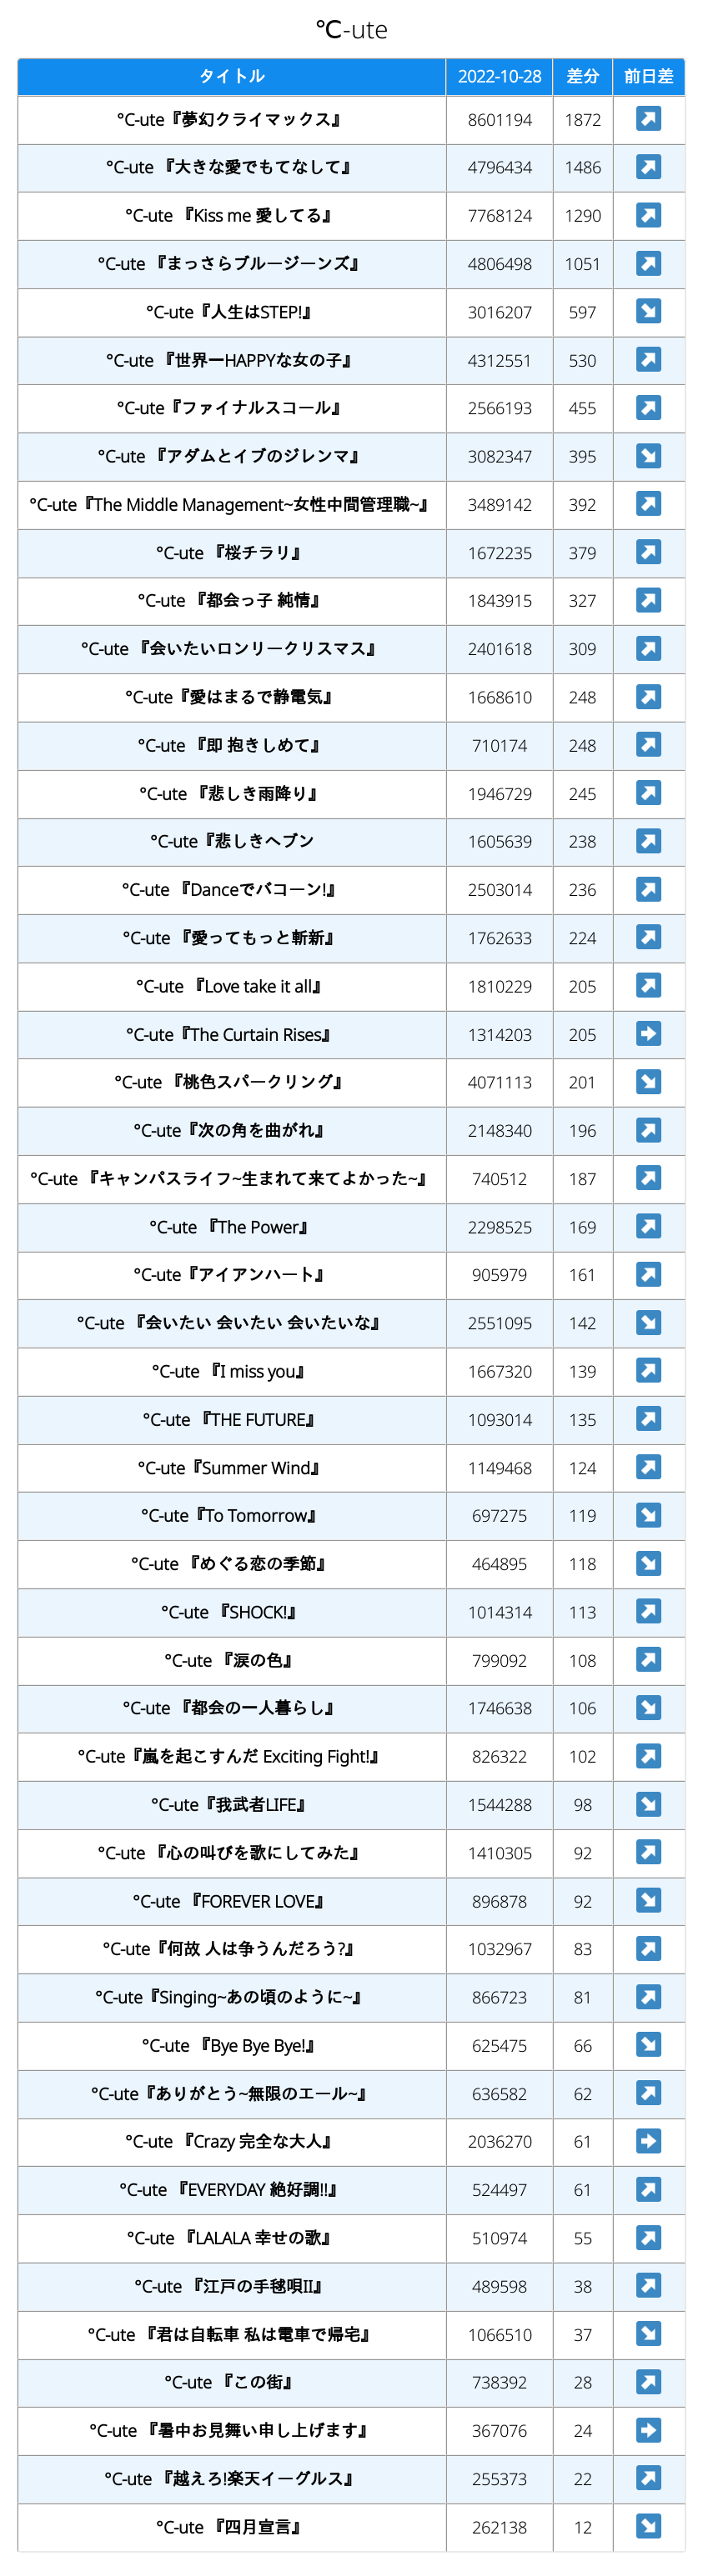 ℃-ute
タイトル 2022-10-28 差分 前日差
°C-ute『夢幻クライマックス』 8601194 1872 ↗
°C-ute 『大きな愛でもてなして』 4796434 1486 ↗
°C-ute 『Kiss me 愛してる』 7768124 1290 ↗
°C-ute 『まっさらブルージーンズ』 4806498 1051 ↗
°C-ute『人生はSTEP!』 3016207 597 ↘
°C-ute 『世界一HAPPYな女の子』 4312551 530 ↗
°C-ute『ファイナルスコール』 2566193 455 ↗
°C-ute 『アダムとイブのジレンマ』 3082347 395 ↘
°C-ute『The Middle Management~女性中間管理職~』 3489142 392 ↗
°C-ute 『桜チラリ』 1672235 379 ↗
°C-ute 『都会っ子 純情』 1843915 327 ↗
°C-ute 『会いたいロンリークリスマス』 2401618 309 ↗
°C-ute『愛はまるで静電気』 1668610 248 ↗
°C-ute 『即 抱きしめて』 710174 248 ↗
°C-ute 『悲しき雨降り』 1946729 245 ↗
°C-ute『悲しきヘブン 1605639 238 ↗
°C-ute 『Danceでバコーン!』 2503014 236 ↗
°C-ute 『愛ってもっと斬新』 1762633 224 ↗
°C-ute 『Love take it all』 1810229 205 ↗
°C-ute『The Curtain Rises』 1314203 205 ➡
°C-ute 『桃色スパークリング』 4071113 201 ↘
°C-ute『次の角を曲がれ』 2148340 196 ↗
°C-ute 『キャンパスライフ~生まれて来てよかった~』 740512 187 ↗
°C-ute 『The Power』 2298525 169 ↗
°C-ute『アイアンハート』 905979 161 ↗
°C-ute 『会いたい 会いたい 会いたいな』 2551095 142 ↘
°C-ute 『I miss you』 1667320 139 ↗
°C-ute 『THE FUTURE』 1093014 135 ↗
°C-ute『Summer Wind』 1149468 124 ↗
°C-ute『To Tomorrow』 697275 119 ↘
°C-ute 『めぐる恋の季節』 464895 118 ↘
°C-ute 『SHOCK!』 1014314 113 ↗
°C-ute 『涙の色』 799092 108 ↗
°C-ute 『都会の一人暮らし』 1746638 106 ↘
°C-ute『嵐を起こすんだ Exciting Fight!』 826322 102 ↗
°C-ute『我武者LIFE』 1544288 98 ↘
°C-ute 『心の叫びを歌にしてみた』 1410305 92 ↗
°C-ute 『FOREVER LOVE』 896878 92 ↘
°C-ute『何故 人は争うんだろう?』 1032967 83 ↗
°C-ute『Singing~あの頃のように~』 866723 81 ↗
°C-ute 『Bye Bye Bye!』 625475 66 ↘
°C-ute『ありがとう~無限のエール~』 636582 62 ↗
°C-ute 『Crazy 完全な大人』 2036270 61 ➡
°C-ute 『EVERYDAY 絶好調!!』 524497 61 ↗
°C-ute 『LALALA 幸せの歌』 510974 55 ↗
°C-ute 『江戸の手毬唄II』 489598 38 ↗
°C-ute 『君は自転車 私は電車で帰宅』 1066510 37 ↘
°C-ute 『この街』 738392 28 ↗
°C-ute 『暑中お見舞い申し上げます』 367076 24 ➡
°C-ute 『越えろ!楽天イーグルス』 255373 22 ↗
°C-ute 『四月宣言』 262138 12 ↘